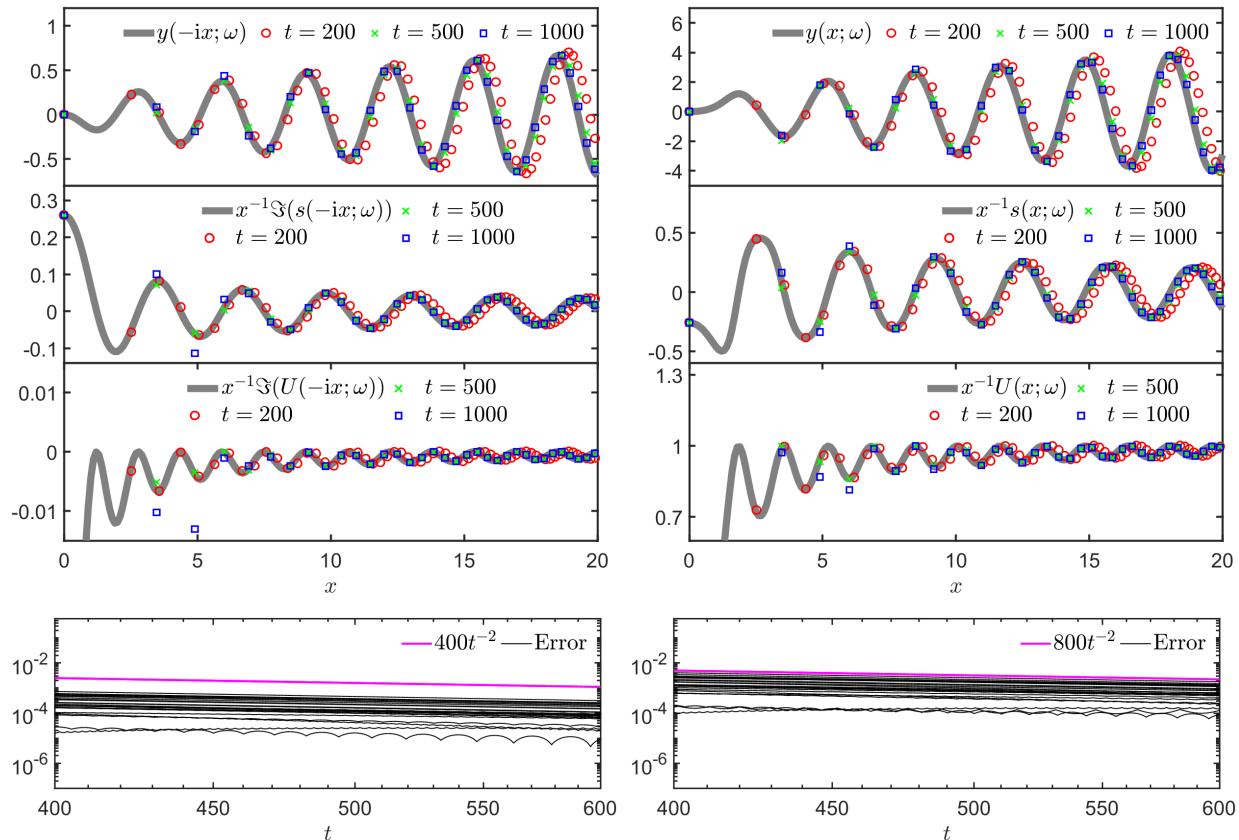 y(−ix; ω) t = 200 t = 500 t = 1000
1
0.5
0
-0.5
x⁻¹ℑ(s(−ix; ω)) t = 500
t = 200 t = 1000
0.3
0.2
0.1
0
-0.1
x⁻¹ℑ(U(−ix; ω)) t = 500
t = 200 t = 1000
0.01
0
-0.01
0 5 10 15 20
x
y(x; ω) t = 200 t = 500 t = 1000
6
4
2
0
-2
-4
x⁻¹s(x; ω) t = 500
t = 200 t = 1000
0.5
0
-0.5
x⁻¹U(x; ω) t = 500
t = 200 t = 1000
1.3
1
0.7
0 5 10 15 20
x
400t⁻² Error
10⁻²
10⁻⁴
10⁻⁶
400 450 500 550 600
t
800t⁻² Error
10⁻²
10⁻⁴
10⁻⁶
400 450 500 550 600
t